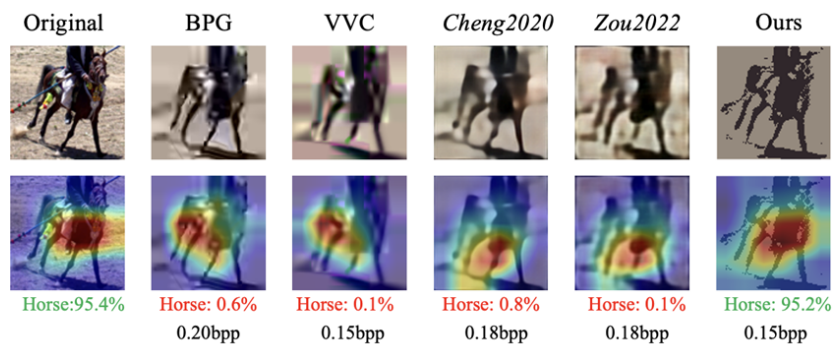 Original BPG VVC Cheng2020 Zou2022 Ours
Horse:95.4% Horse: 0.6% Horse: 0.1% Horse: 0.8% Horse: 0.1% Horse: 95.2%
0.20bpp 0.15bpp 0.18bpp 0.18bpp 0.15bpp